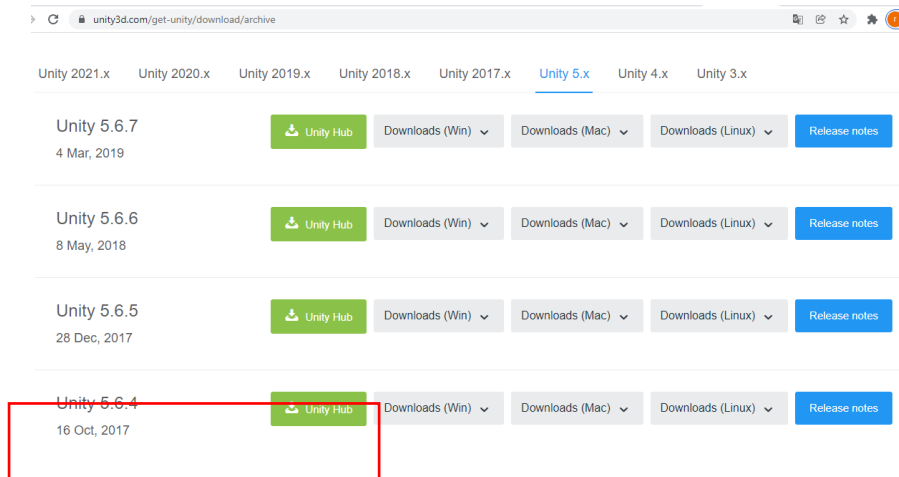 unity3d.com/get-unity/download/archive
Unity 2021.x Unity 2020.x Unity 2019.x Unity 2018.x Unity 2017.x Unity 5.x Unity 4.x Unity 3.x
Unity 5.6.7 Unity Hub Downloads (Win) Downloads (Mac) Downloads (Linux) Release notes
4 Mar, 2019
Unity 5.6.6 Unity Hub Downloads (Win) Downloads (Mac) Downloads (Linux) Release notes
8 May, 2018
Unity 5.6.5 Unity Hub Downloads (Win) Downloads (Mac) Downloads (Linux) Release notes
28 Dec, 2017
Unity 5.6.4 Unity Hub Downloads (Win) Downloads (Mac) Downloads (Linux) Release notes
16 Oct, 2017